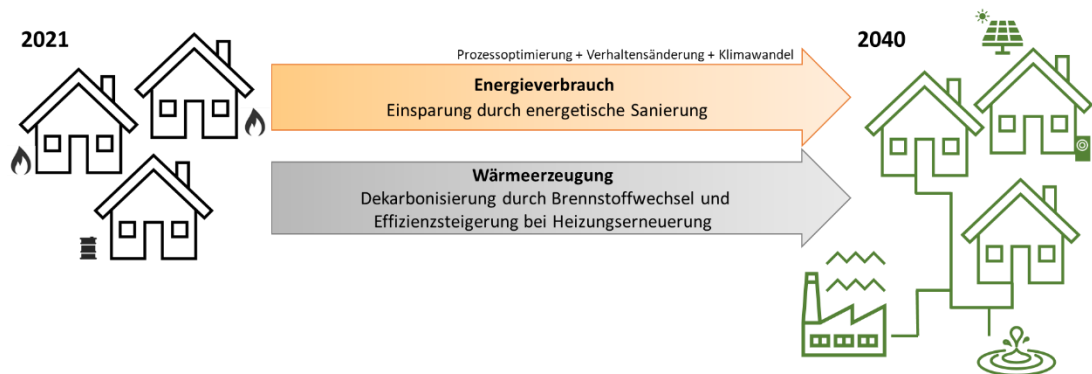 2021
Prozessoptimierung + Verhaltensänderung + Klimawandel
2040
Energieverbrauch
Einsparung durch energetische Sanierung
Wärmeerzeugung
Dekarbonisierung durch Brennstoffwechsel und
Effizienzsteigerung bei Heizungserneuerung